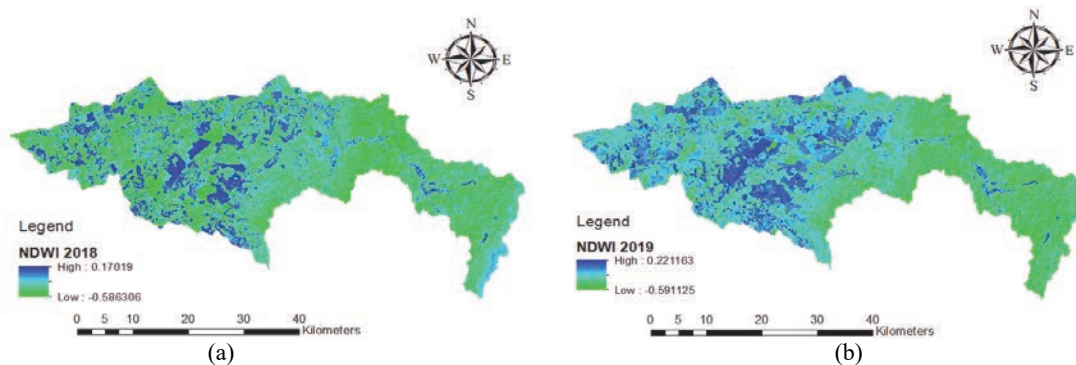 N
W E
S
Legend
NDWI 2018
High : 0.17019
Low : -0.586306
0 5 10 20 30 40
Kilometers
(a)
N
W E
S
Legend
NDWI 2019
High : 0.221163
Low : -0.591125
0 5 10 20 30 40
Kilometers
(b)